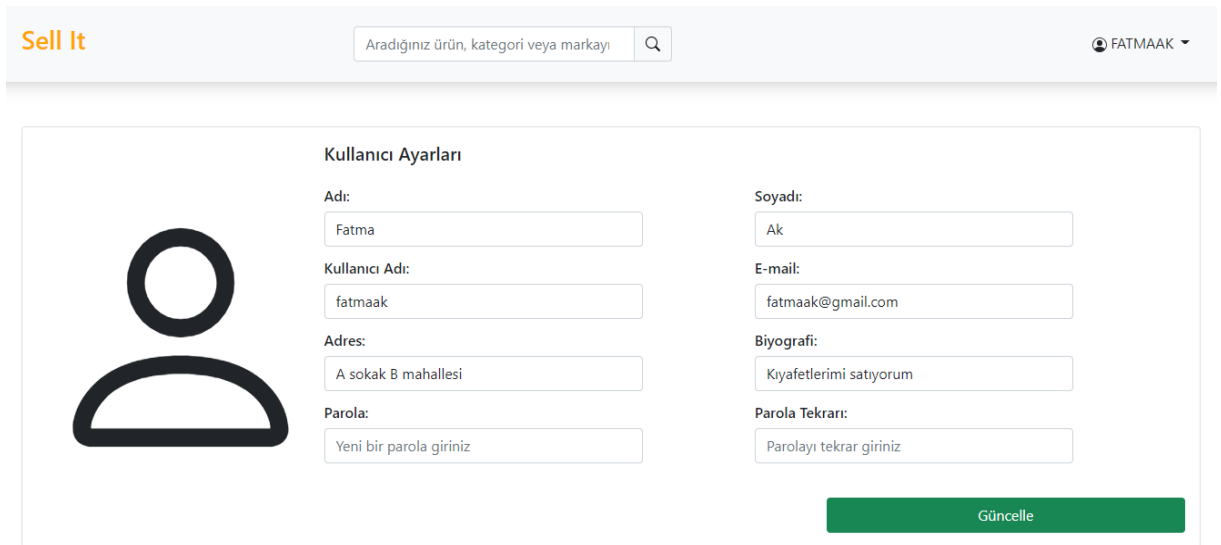 Sell It
Aradığınız ürün, kategori veya markayı
FATMAAK
Kullanıcı Ayarları
Adı:
Soyadı:
Fatma
Ak
Kullanıcı Adı:
E-mail:
fatmaak
fatmaak@gmail.com
Adres:
Biyografi:
A sokak B mahallesi
Kıyafetlerimi satıyorum
Parola:
Parola Tekrarı:
Yeni bir parola giriniz
Parolayı tekrar giriniz
Güncelle